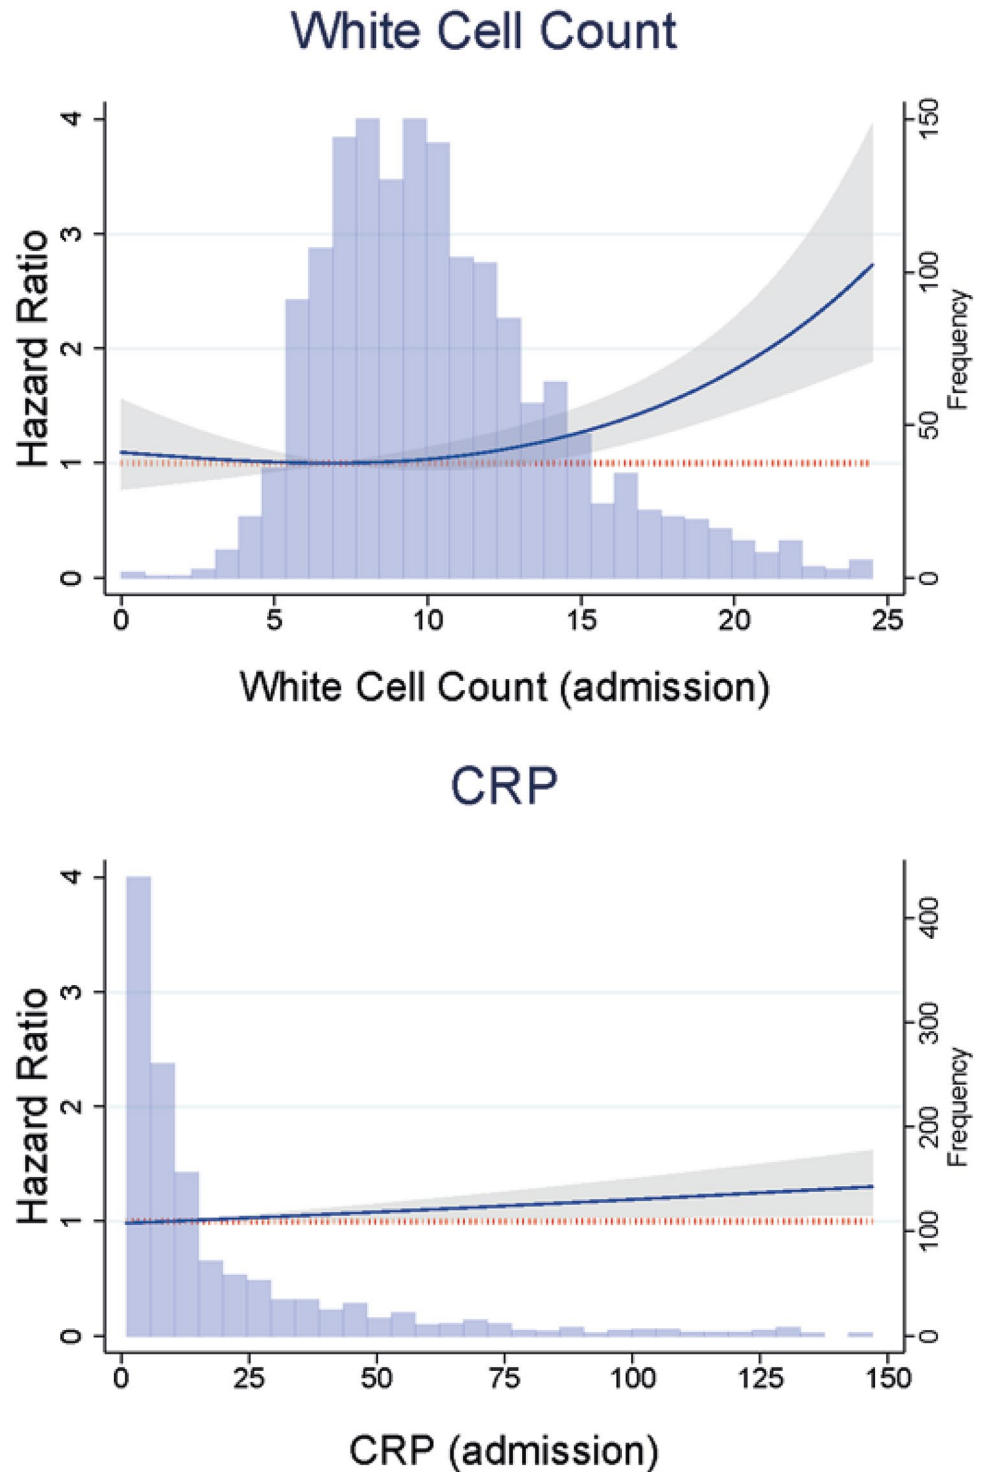 White Cell Count
4
3
2
1
0
Hazard Ratio
150
100
50
0
Frequency
0 5 10 15 20 25
White Cell Count (admission)
CRP
4
3
2
1
0
Hazard Ratio
400
300
200
100
0
Frequency
0 25 50 75 100 125 150
CRP (admission)